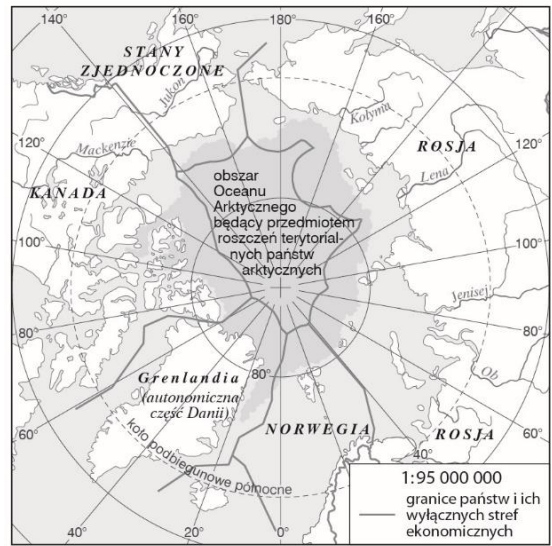 140°
160°
180°
160°
STANY
ZJEDNOCZONE
Jukon
Kołyma
120°
Mackenzie
ROSJA
120°
Lena
KANADA
obszar
Oceanu
Arktycznego
będący przedmiotem
roszczeń terytorial-
nych państw
arktycznych
100°
100°
Jenisej
80°
80°
Ob
Grenlandia
(autonomiczna
część Danii)
80°
60°
NORWEGIA
ROSJA
koło podbiegunowe północne
40°
1:95 000 000
granice państw i ich
wyłącznych stref
ekonomicznych
40°
20°
0°